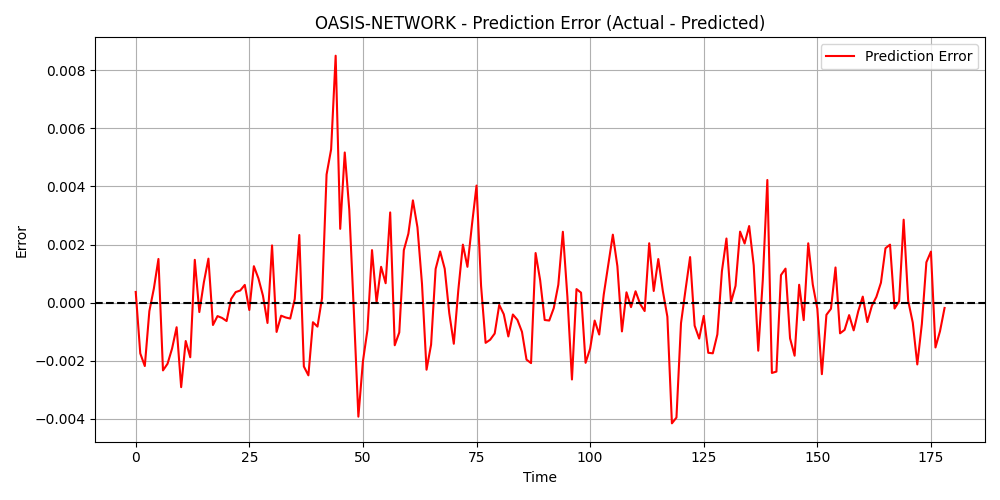 OASIS-NETWORK - Prediction Error (Actual - Predicted)
Prediction Error
0.008
0.006
0.004
0.002
0.000
−0.002
−0.004
Error
0 25 50 75 100 125 150 175
Time